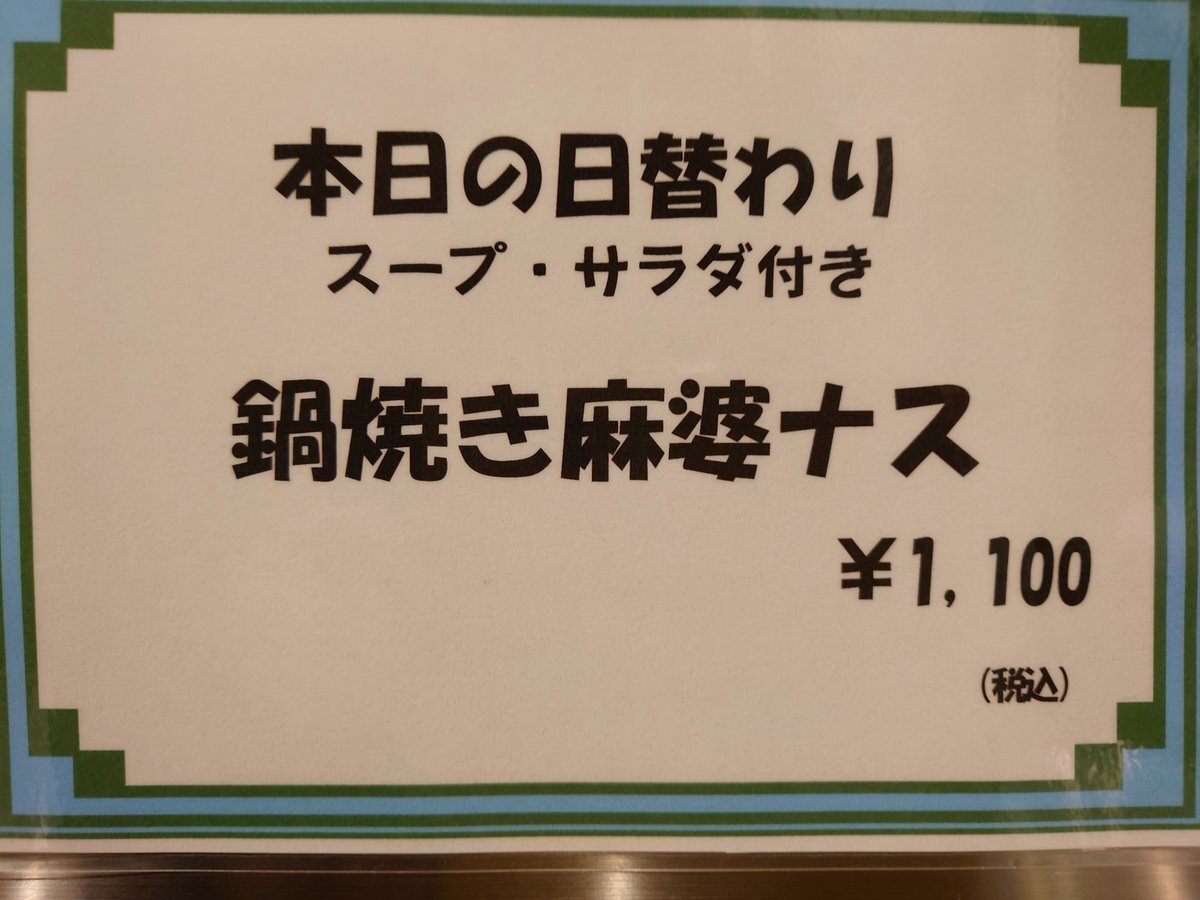 本日の日替わり
スープ・サラダ付き
鍋焼き麻婆ナス
￥1,100
(税込)